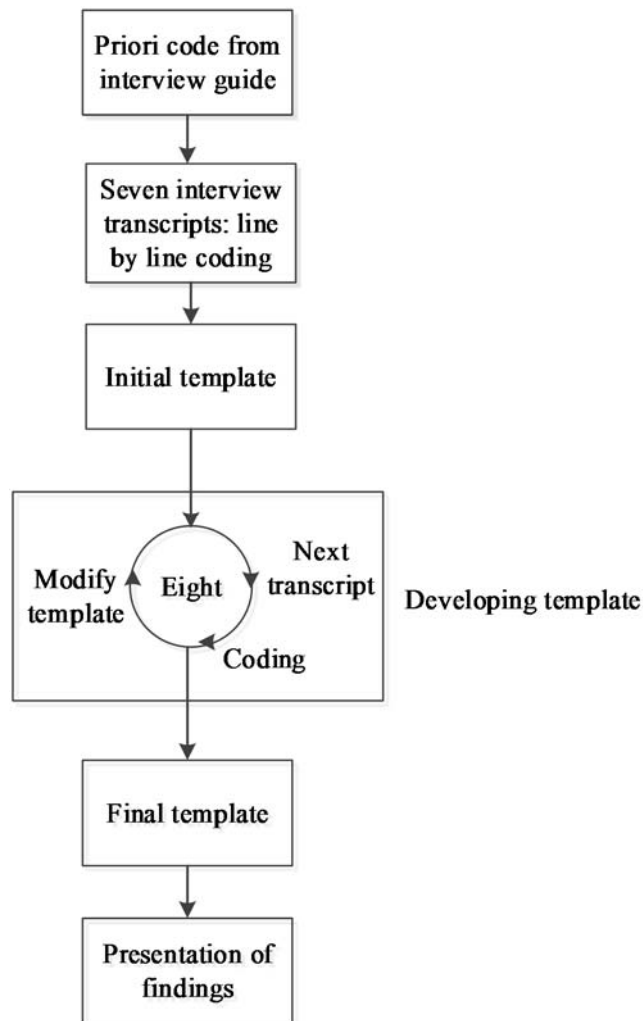 Priori code from
interview guide
Seven interview
transcripts: line
by line coding
Initial template
Next
transcript
Modify
template
Eight
Coding
Developing template
Final template
Presentation of
findings